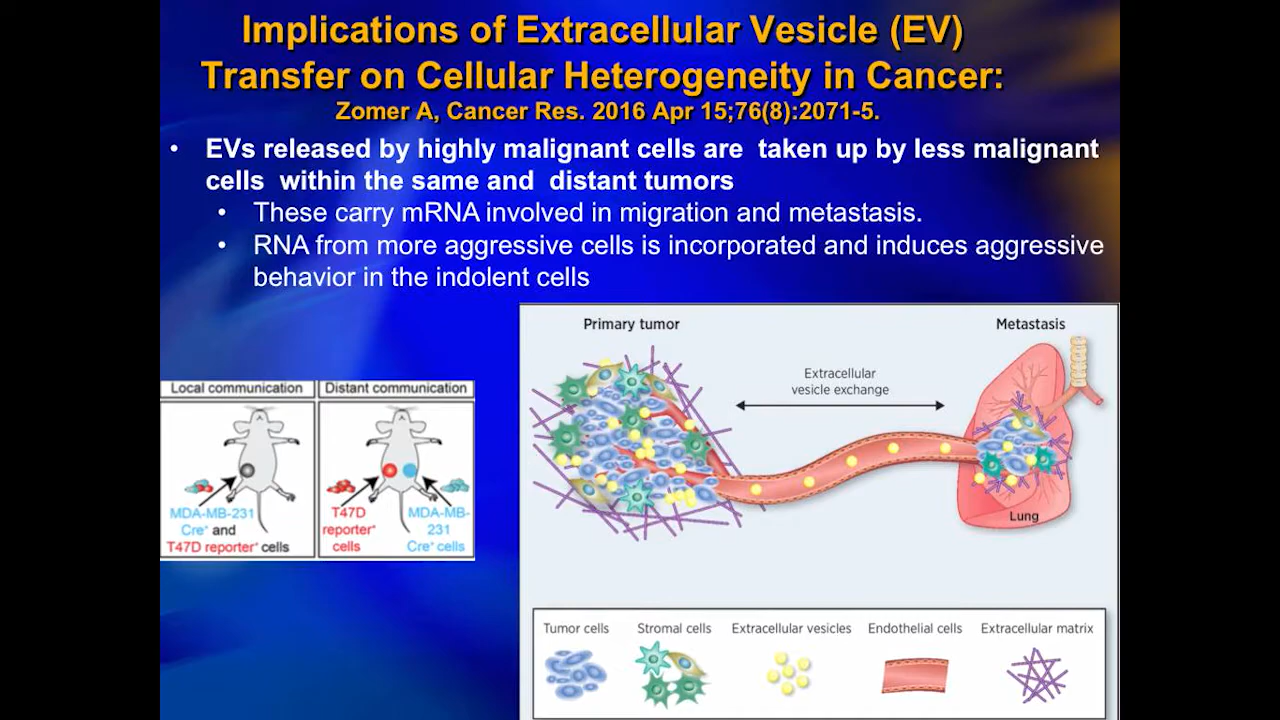 Implications of Extracellular Vesicle (EV)
Transfer on Cellular Heterogeneity in Cancer:
Zomer A, Cancer Res. 2016 Apr 15;76(8):2071-5.
• EVs released by highly malignant cells are taken up by less malignant
cells within the same and distant tumors
• These carry mRNA involved in migration and metastasis.
• RNA from more aggressive cells is incorporated and induces aggressive
behavior in the indolent cells
Local communication
MDA-MB-231
Cre⁺ and
T47D reporter⁺ cells
Distant communication
T47D
reporter⁺
cells
MDA-MB-
231
Cre⁺ cells
Primary tumor
Extracellular
vesicle exchange
Metastasis
Lung
Tumor cells
Stromal cells
Extracellular vesicles
Endothelial cells
Extracellular matrix